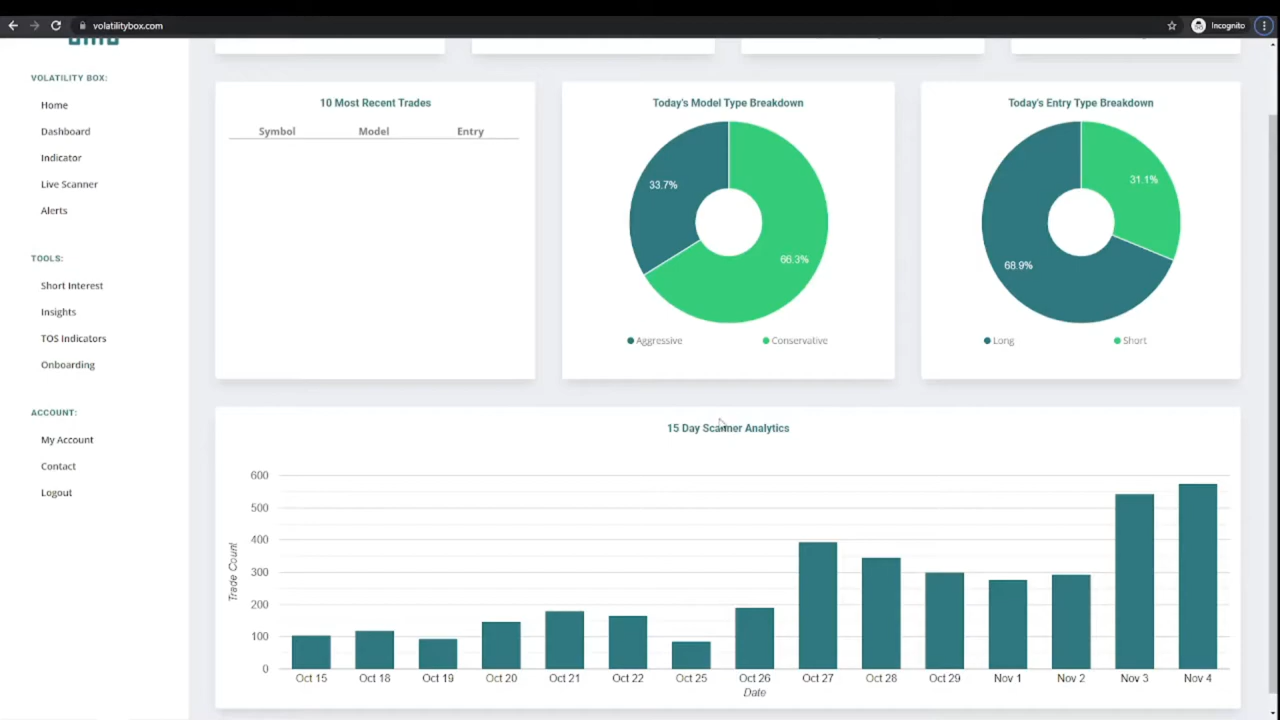 volatilitybox.com
Incognito
VOLATILITY BOX:
Home
Dashboard
Indicator
Live Scanner
Alerts
TOOLS:
Short Interest
Insights
TOS Indicators
Onboarding
ACCOUNT:
My Account
Contact
Logout
10 Most Recent Trades
Symbol Model Entry
Today's Model Type Breakdown
33.7%
66.3%
Aggressive Conservative
Today's Entry Type Breakdown
31.1%
68.9%
Long Short
15 Day Scanner Analytics
600
500
400
300
200
100
0
Trade Count
Oct 15 Oct 18 Oct 19 Oct 20 Oct 21 Oct 22 Oct 25 Oct 26 Oct 27 Oct 28 Oct 29 Nov 1 Nov 2 Nov 3 Nov 4
Date